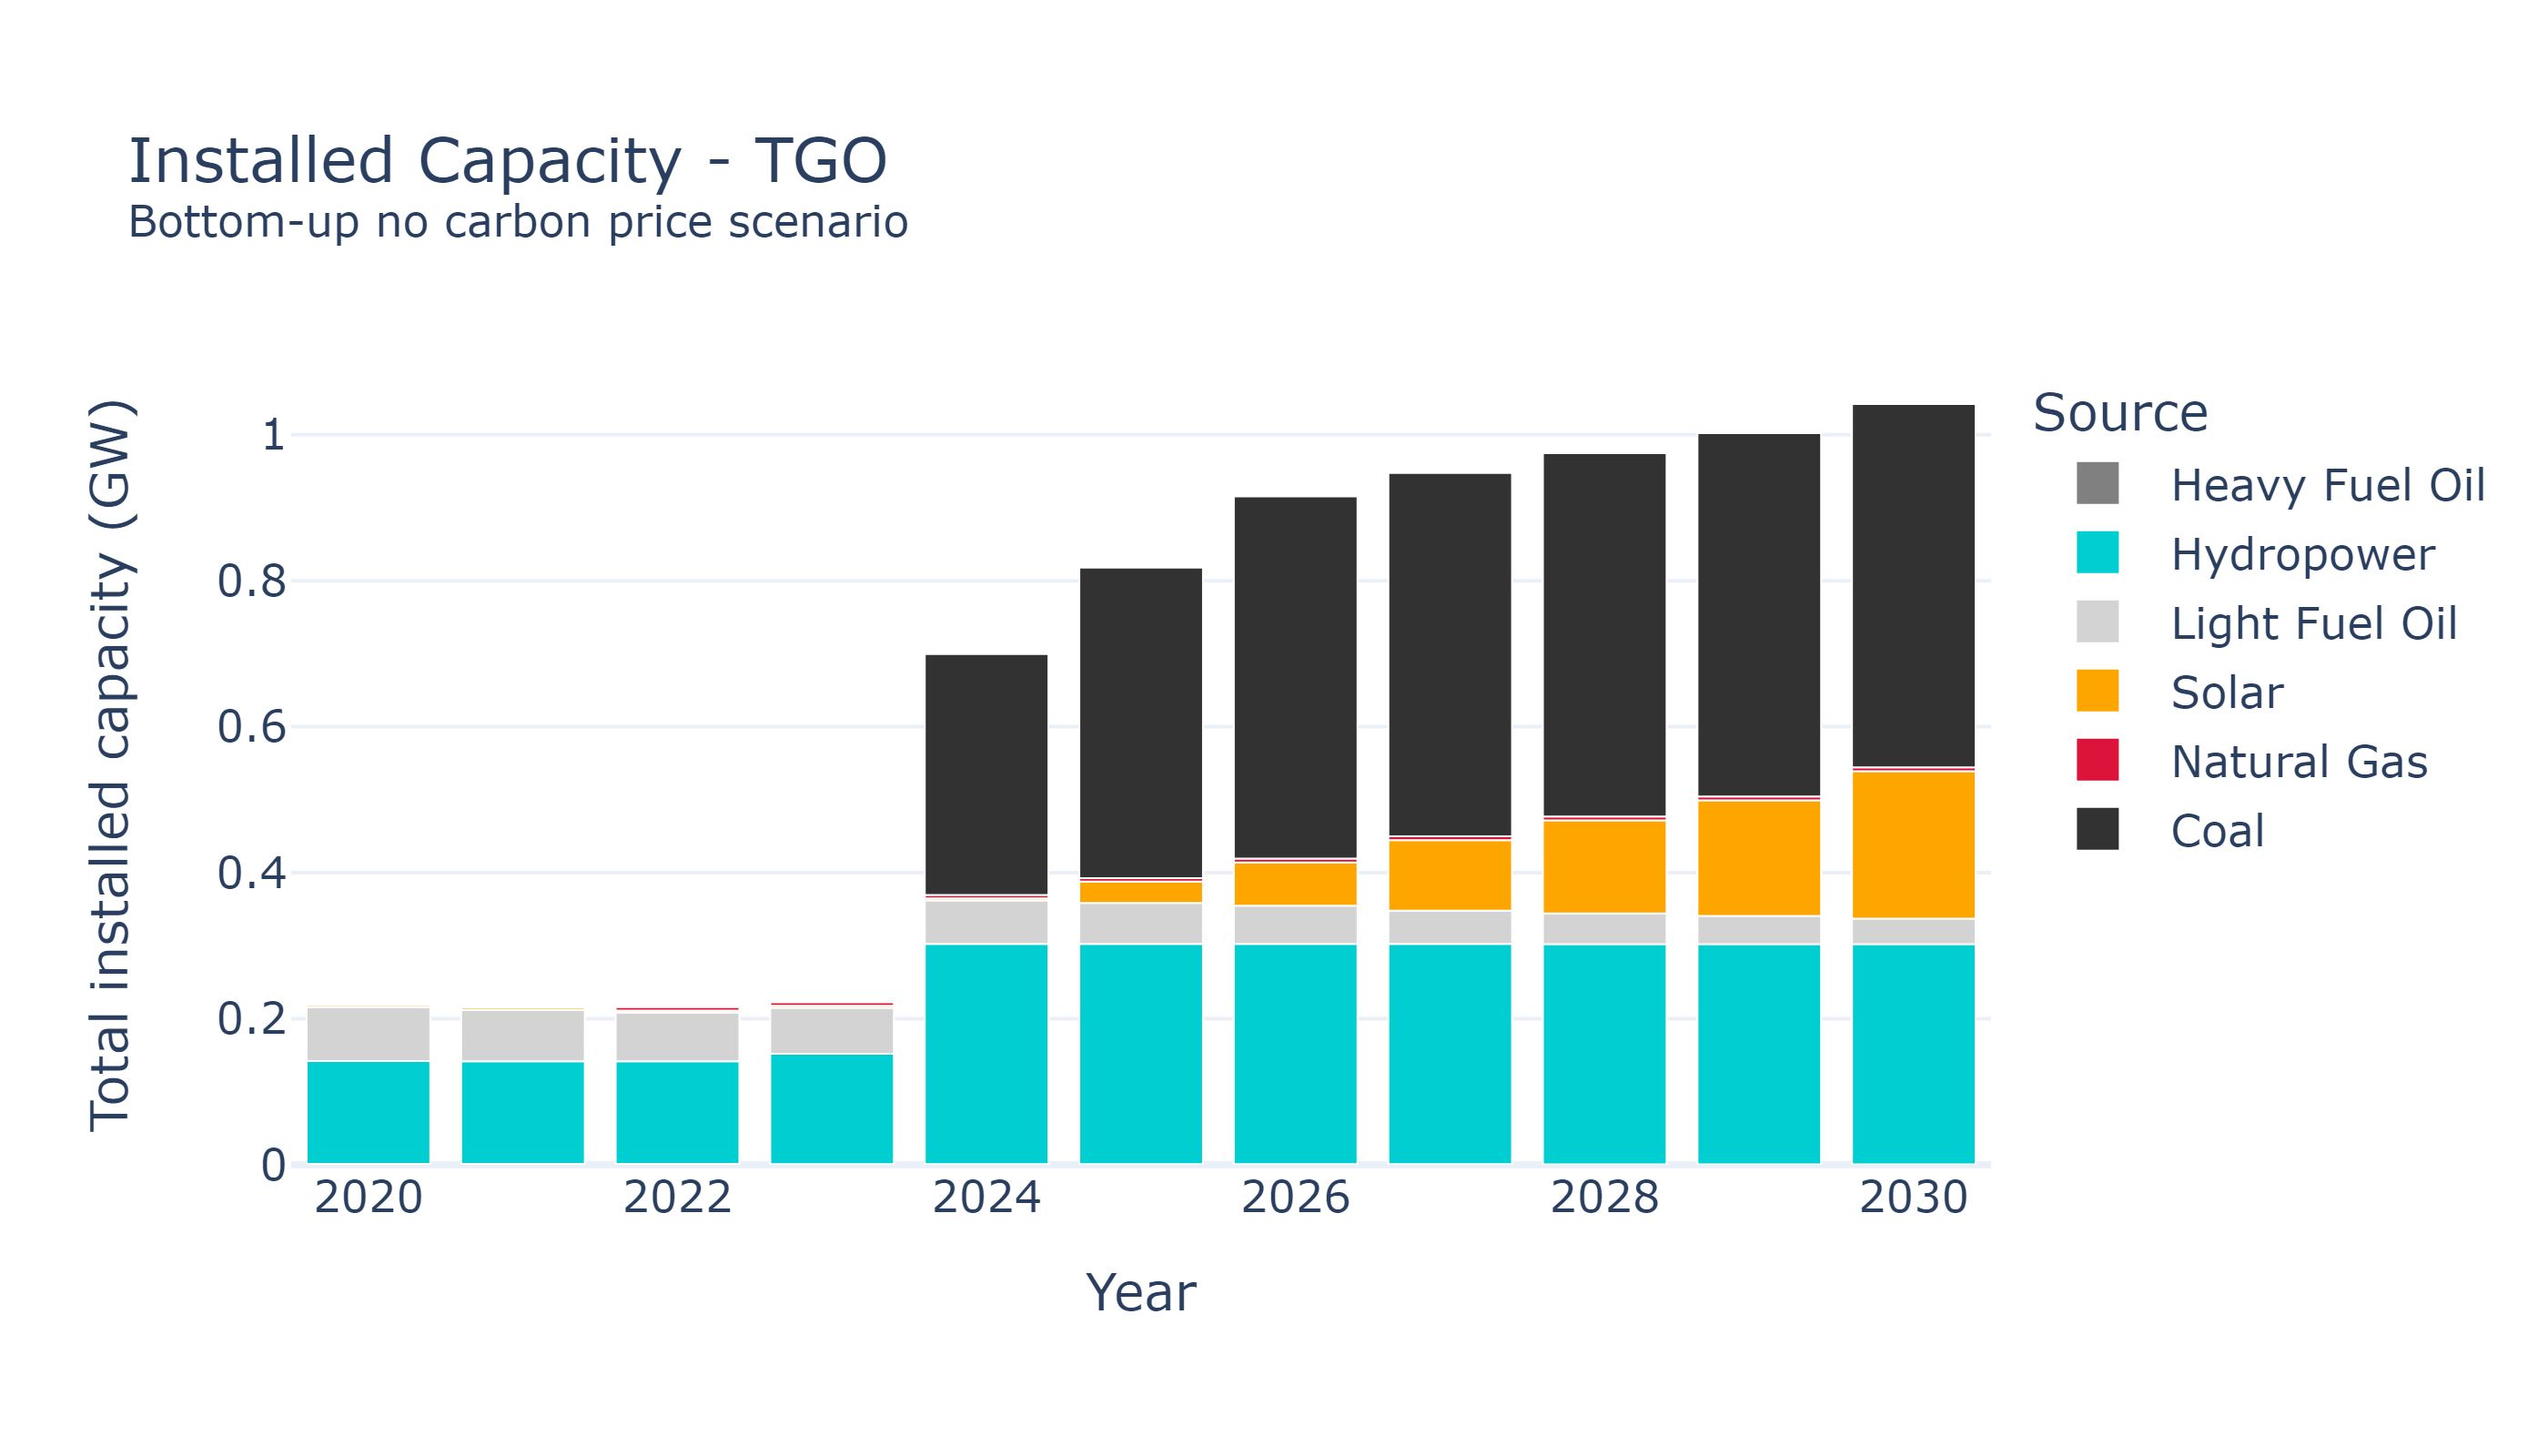 Installed Capacity - TGO
Bottom-up no carbon price scenario
Total installed capacity (GW)
1
0.8
0.6
0.4
0.2
0
2020
2022
2024
2026
2028
2030
Year
Source
Heavy Fuel Oil
Hydropower
Light Fuel Oil
Solar
Natural Gas
Coal